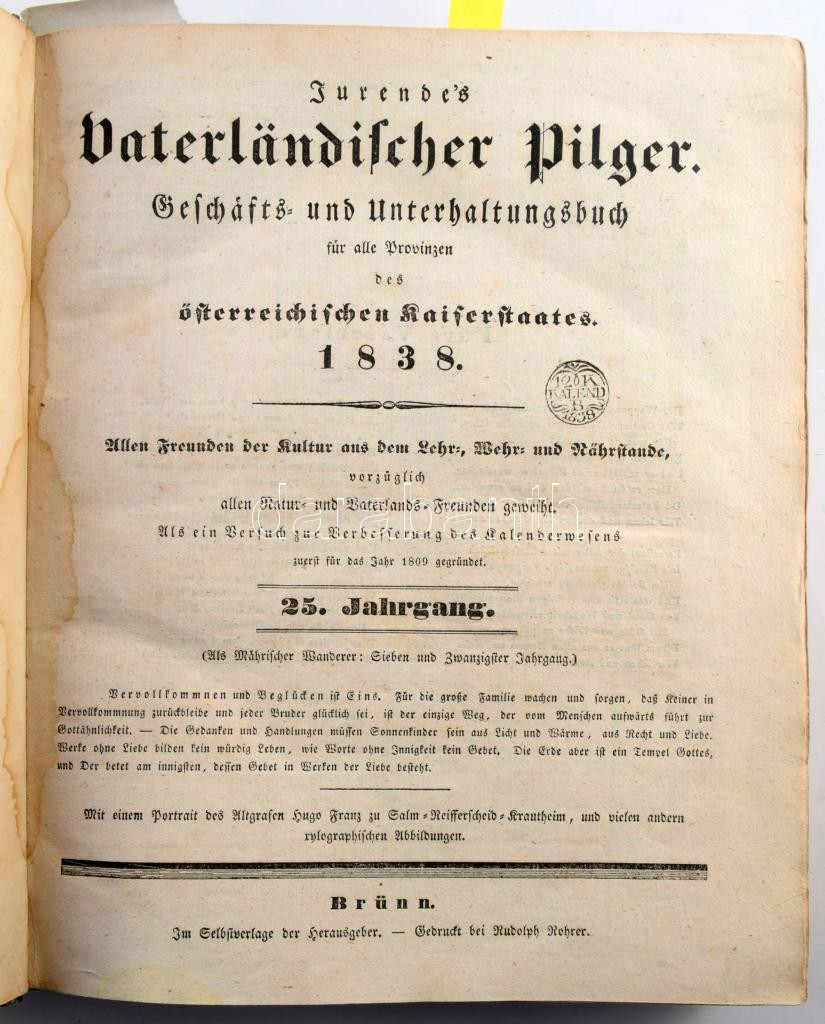 Jurende's
Vaterländischer Pilger.
Geschäfts- und Unterhaltungsbuch
für alle Provinzen
des
österreichischen Kaiserstaates.
1838.
12 K
KALEND
B
1838
Allen Freunden der Kultur aus dem Lehr-, Wehr- und Nährstande,
vorzüglich
allen Natur- und Vaterlands-Freunden geweiht.
darabanth
Als ein Versuch zur Verbesserung des Kalenderwesens
zuerst für das Jahr 1809 gegründet.
25. Jahrgang.
(Als Mährischer Wanderer: Sieben und Zwanzigster Jahrgang.)
Vervollkommnen und Beglücken ist Eins. Für die große Familie wachen und sorgen, daß Keiner in
Vervollkommnung zurückbleibe und jeder Bruder glücklich sei, ist der einzige Weg, der vom Menschen aufwärts führt zur
Gottähnlichkeit. — Die Gedanken und Handlungen müssen Sonnenkinder sein aus Licht und Wärme, aus Recht und Liebe.
Werke ohne Liebe bilden kein würdig Leben, wie Worte ohne Innigkeit kein Gebet. Die Erde aber ist ein Tempel Gottes,
und Der betet am innigsten, dessen Gebet in Werken der Liebe besteht.
Mit einem Portrait des Altgrafen Hugo Franz zu Salm-Reifferscheid-Krautheim, und vielen andern
xylographischen Abbildungen.
Brünn.
Im Selbstverlage der Herausgeber. — Gedruckt bei Rudolph Rohrer.